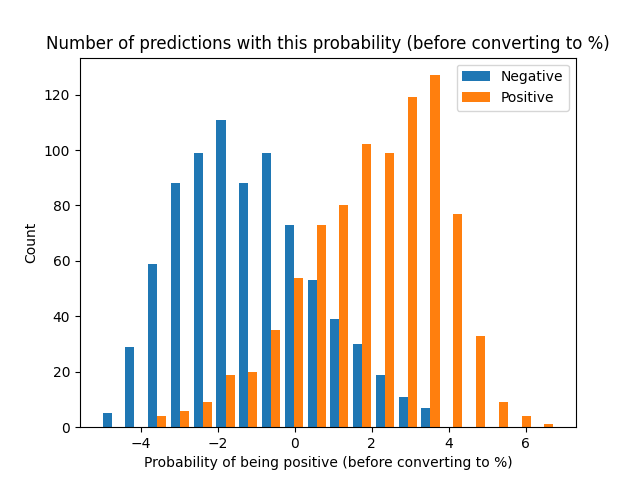 Number of predictions with this probability (before converting to %)
Negative
Positive
120
100
80
60
40
20
0
Count
−4
−2
0
2
4
6
Probability of being positive (before converting to %)